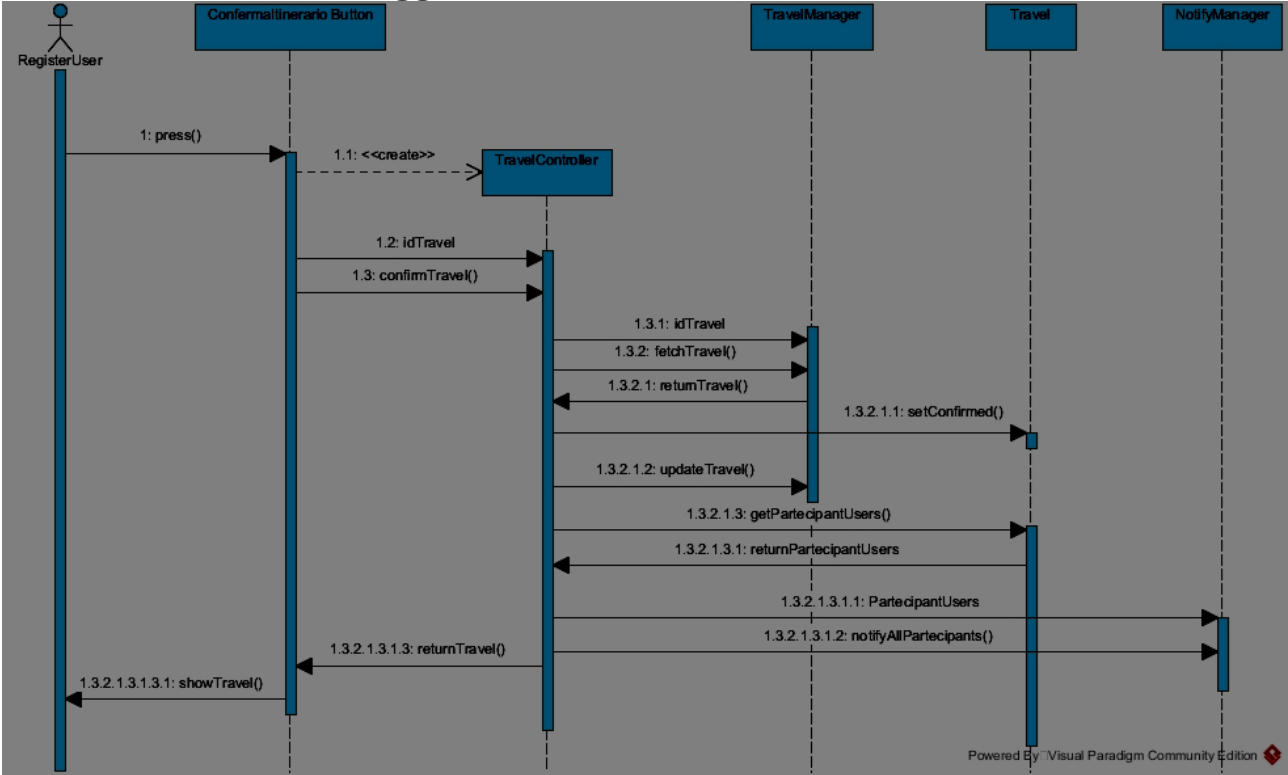 ConfermaItinerario Button
TravelManager
Travel
NotifyManager
RegisterUser
1: press()
1.1: <<create>>
TravelController
1.2: idTravel
1.3: confirmTravel()
1.3.1: idTravel
1.3.2: fetchTravel()
1.3.2.1: returnTravel()
1.3.2.1.1: setConfirmed()
1.3.2.1.2: updateTravel()
1.3.2.1.3: getPartecipantUsers()
1.3.2.1.3.1: returnPartecipantUsers
1.3.2.1.3.1.1: PartecipantUsers
1.3.2.1.3.1.2: notifyAllPartecipants()
1.3.2.1.3.1.3: returnTravel()
1.3.2.1.3.1.3.1: showTravel()
Powered By Visual Paradigm Community Edition